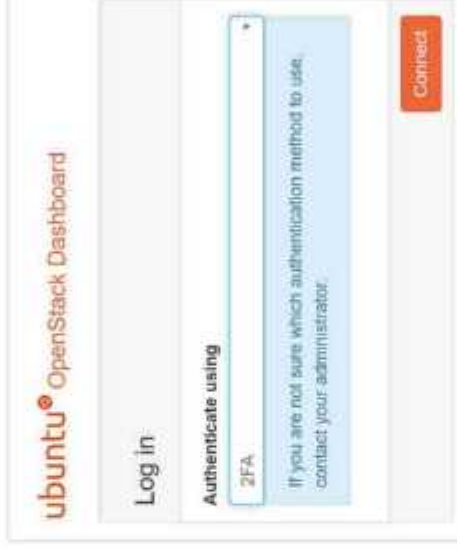 ubuntu® OpenStack Dashboard
Log in
Authenticate using
2FA
If you are not sure which authentication method to use,
contact your administrator.
Connect